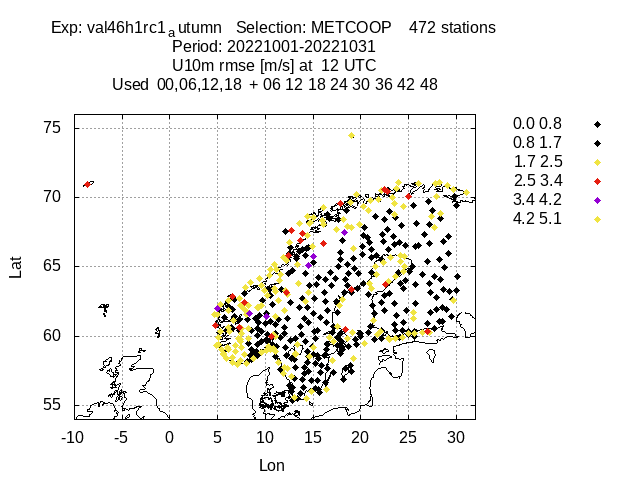 Exp: val46h1rc1autumn Selection: METCOOP 472 stations
Period: 20221001-20221031
U10m rmse [m/s] at 12 UTC
Used 00,06,12,18 + 06 12 18 24 30 36 42 48
0.0 0.8
0.8 1.7
1.7 2.5
2.5 3.4
3.4 4.2
4.2 5.1
75
70
65
60
55
Lat
-10 -5 0 5 10 15 20 25 30
Lon